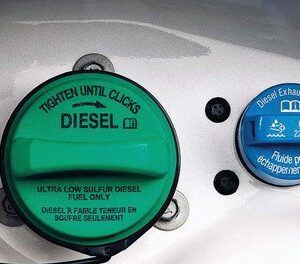 TIGHTEN UNTIL CLICKS
DIESEL
ULTRA LOW SULFUR DIESEL
FUEL ONLY
DIESEL À FAIBLE TENEUR EN
SOUFRE SEULEMENT
Diesel Exhau
Fluide p
échappemen